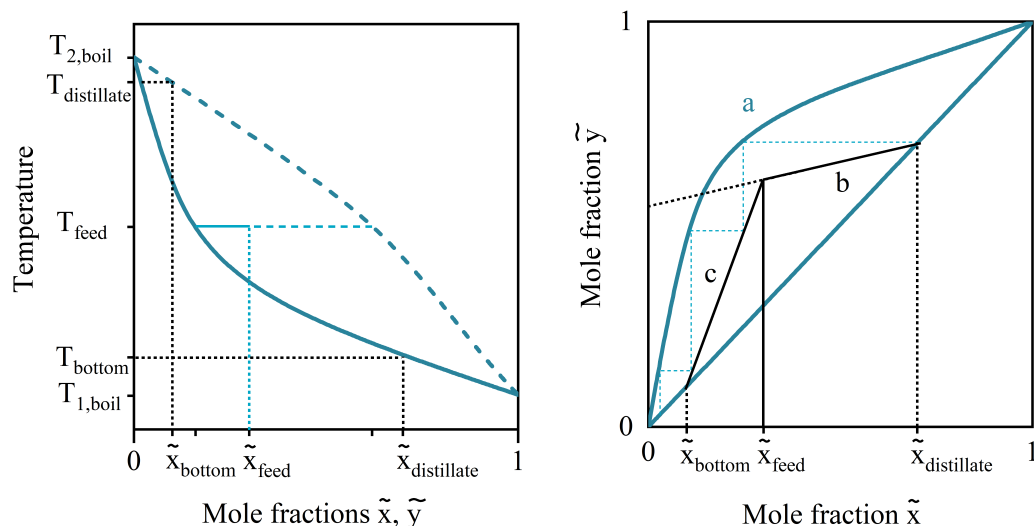 T2,boil
Tdistillate
Tfeed
Tbottom
T1,boil
Temperature
0
x̃bottom
x̃feed
x̃distillate
1
Mole fractions x̃, ỹ
1
a
b
c
Mole fraction ỹ
0
0
x̃bottom
x̃feed
x̃distillate
1
Mole fraction x̃